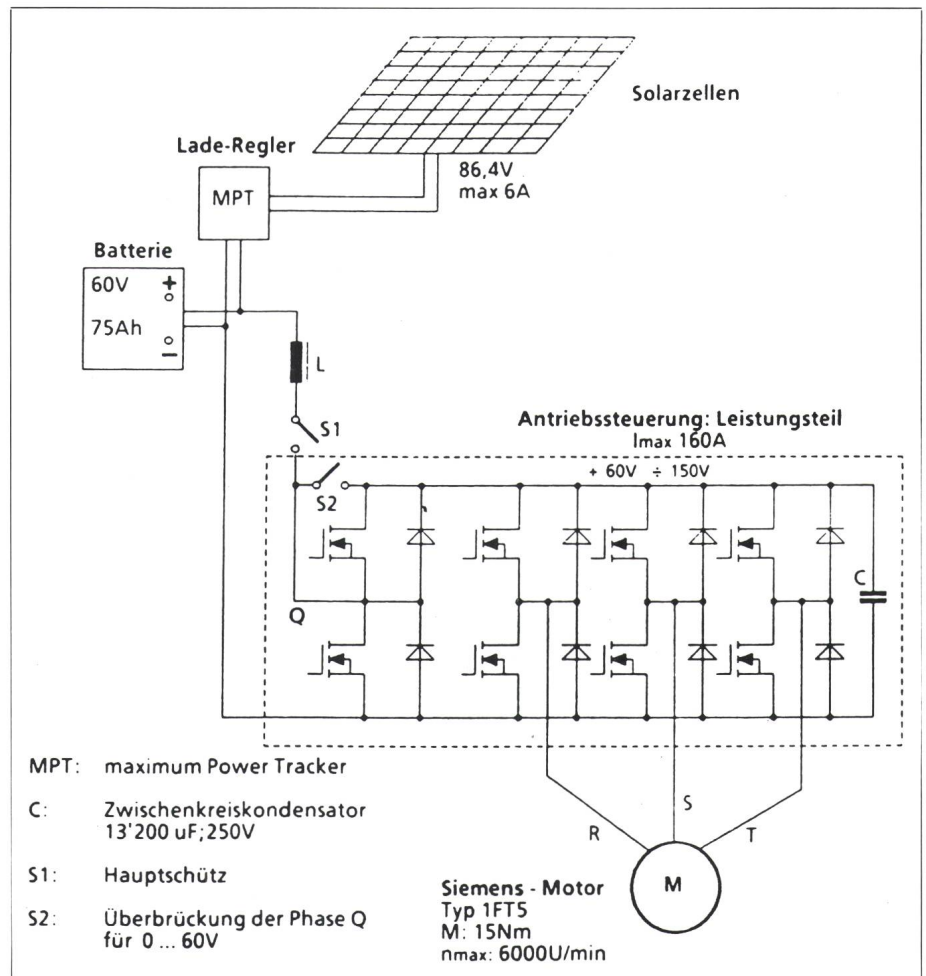 Solarzellen
Lade-Regler
86,4V
max 6A
MPT
Batterie
60V +
75Ah
–
L
S1
Antriebssteuerung: Leistungsteil
Imax 160A
+ 60V ÷ 150V
S2
C
Q
MPT: maximum Power Tracker
C: Zwischenkreiskondensator
13'200 uF;250V
S1: Hauptschütz
S2: Überbrückung der Phase Q
für 0 ... 60V
R
S
T
M
Siemens - Motor
Typ 1FT5
M: 15Nm
nmax: 6000U/min